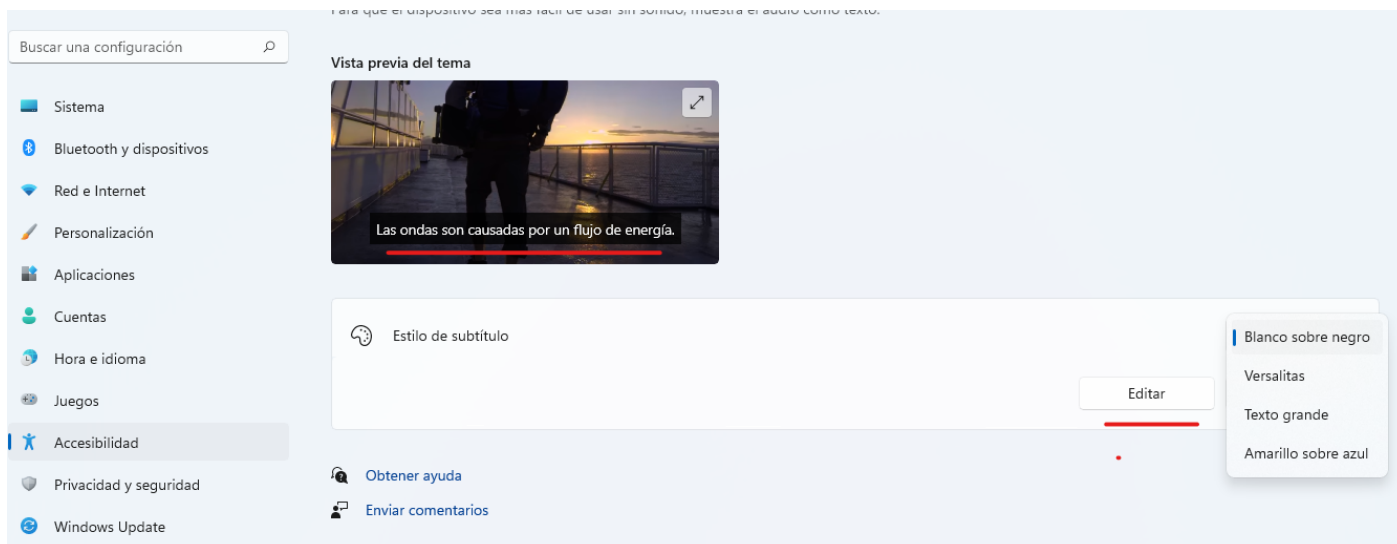 Para que el dispositivo sea más fácil de usar sin sonido, muestra el audio como texto.
Buscar una configuración
Sistema
Bluetooth y dispositivos
Red e Internet
Personalización
Aplicaciones
Cuentas
Hora e idioma
Juegos
Accesibilidad
Privacidad y seguridad
Windows Update
Vista previa del tema
Las ondas son causadas por un flujo de energía.
Estilo de subtítulo
Blanco sobre negro
Versalitas
Texto grande
Amarillo sobre azul
Editar
Obtener ayuda
Enviar comentarios